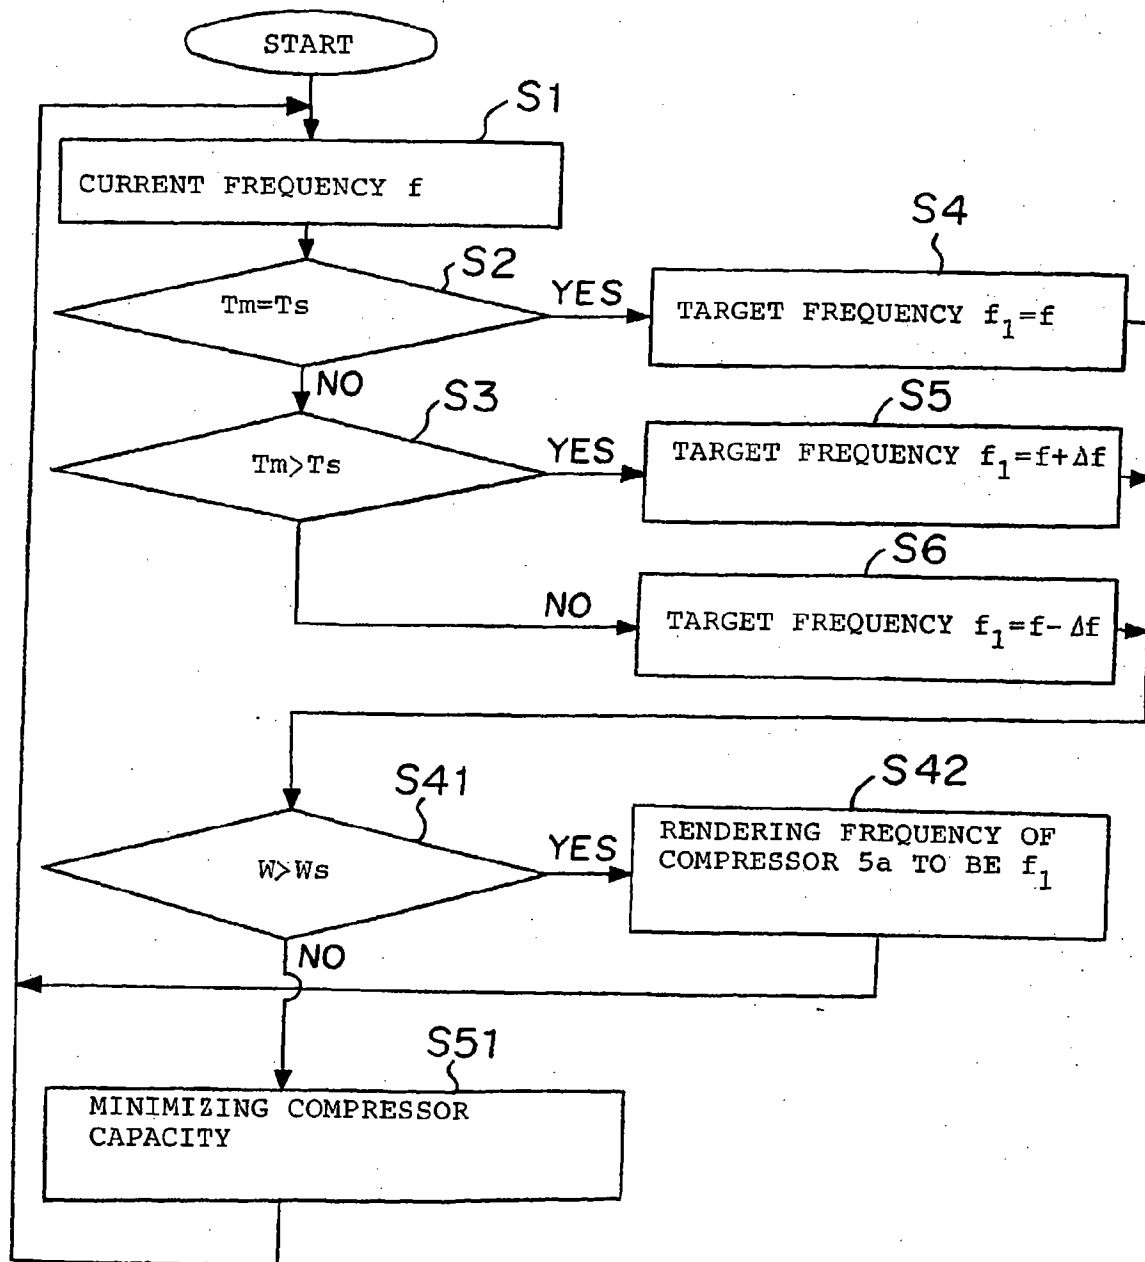 START
S1
CURRENT FREQUENCY f
S2
Tm=Ts
YES
S4
TARGET FREQUENCY f₁=f
NO
S3
Tm>Ts
YES
S5
TARGET FREQUENCY f₁=f+Δf
S6
NO
TARGET FREQUENCY f₁=f-Δf
S41
W>Ws
YES
S42
RENDERING FREQUENCY OF
COMPRESSOR 5a TO BE f₁
NO
S51
MINIMIZING COMPRESSOR
CAPACITY